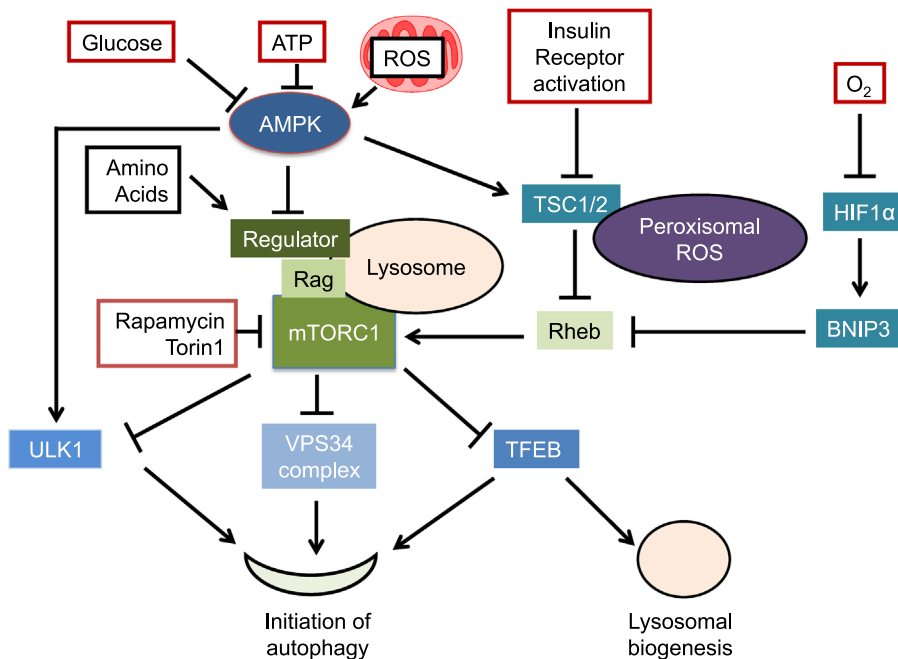 Glucose
ATP
ROS
Insulin
Receptor
activation
O₂
AMPK
Amino
Acids
TSC1/2
HIF1α
Peroxisomal
ROS
Regulator
Lysosome
Rag
Rapamycin
Torin1
mTORC1
Rheb
BNIP3
ULK1
VPS34
complex
TFEB
Initiation of
autophagy
Lysosomal
biogenesis